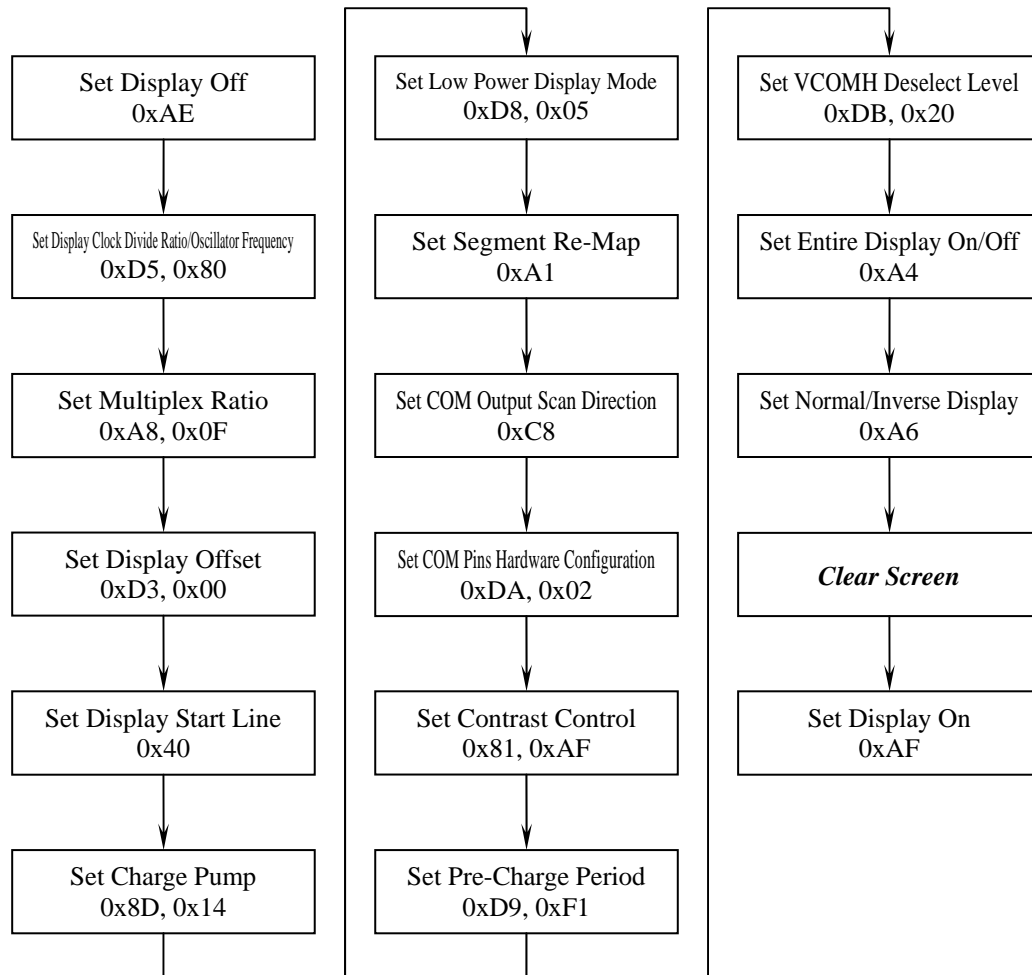 Set Display Off
0xAE
Set Display Clock Divide Ratio/Oscillator Frequency
0xD5, 0x80
Set Multiplex Ratio
0xA8, 0x0F
Set Display Offset
0xD3, 0x00
Set Display Start Line
0x40
Set Charge Pump
0x8D, 0x14
Set Low Power Display Mode
0xD8, 0x05
Set Segment Re-Map
0xA1
Set COM Output Scan Direction
0xC8
Set COM Pins Hardware Configuration
0xDA, 0x02
Set Contrast Control
0x81, 0xAF
Set Pre-Charge Period
0xD9, 0xF1
Set VCOMH Deselect Level
0xDB, 0x20
Set Entire Display On/Off
0xA4
Set Normal/Inverse Display
0xA6
Clear Screen
Set Display On
0xAF